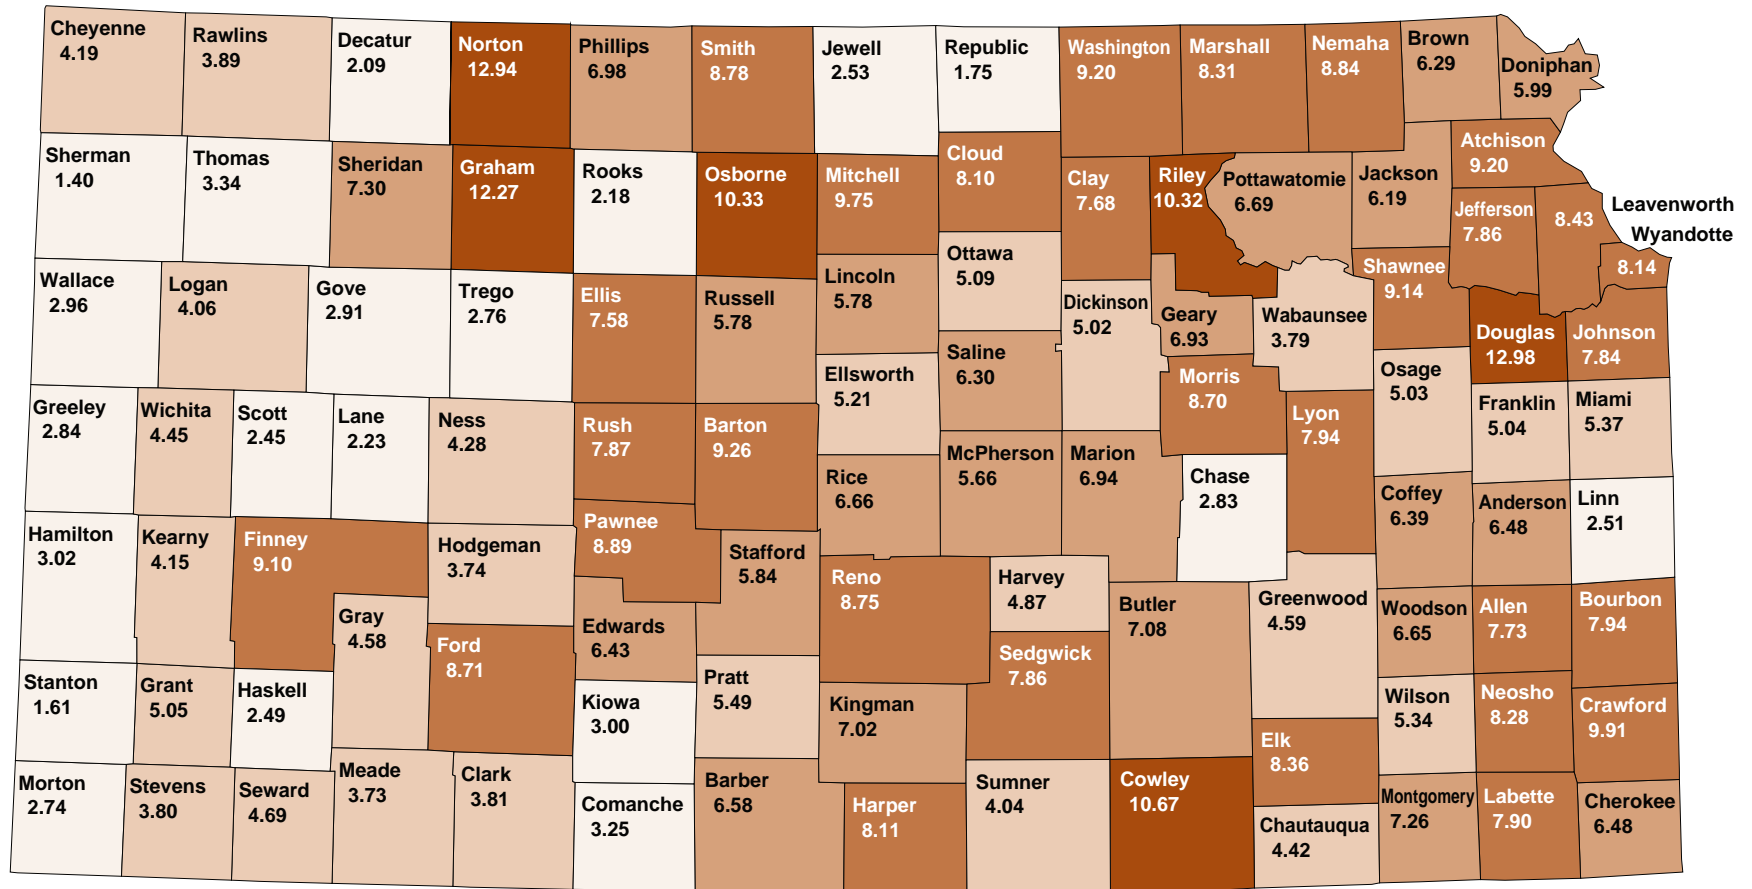 Cheyenne
4.19
Rawlins
3.89
Decatur
2.09
Norton
12.94
Phillips
6.98
Smith
8.78
Jewell
2.53
Republic
1.75
Washington
9.20
Marshall
8.31
Nemaha
8.84
Brown
6.29
Doniphan
5.99
Sherman
1.40
Thomas
3.34
Sheridan
7.30
Graham
12.27
Rooks
2.18
Osborne
10.33
Mitchell
9.75
Cloud
8.10
Clay
7.68
Riley
10.32
Pottawatomie
6.69
Jackson
6.19
Atchison
9.20
Jefferson
7.86
8.43
Leavenworth
Wyandotte
8.14
Wallace
2.96
Logan
4.06
Gove
2.91
Trego
2.76
Ellis
7.58
Russell
5.78
Lincoln
5.78
Ottawa
5.09
Dickinson
5.02
Geary
6.93
Wabaunsee
3.79
Shawnee
9.14
Douglas
12.98
Johnson
7.84
Ellsworth
5.21
Saline
6.30
Morris
8.70
Osage
5.03
Franklin
5.04
Miami
5.37
Greeley
2.84
Wichita
4.45
Scott
2.45
Lane
2.23
Ness
4.28
Rush
7.87
Barton
9.26
Rice
6.66
McPherson
5.66
Marion
6.94
Chase
2.83
Lyon
7.94
Coffey
6.39
Anderson
6.48
Linn
2.51
Hamilton
3.02
Kearny
4.15
Finney
9.10
Hodgeman
3.74
Pawnee
8.89
Stafford
5.84
Reno
8.75
Harvey
4.87
Butler
7.08
Greenwood
4.59
Woodson
6.65
Allen
7.73
Bourbon
7.94
Gray
4.58
Ford
8.71
Edwards
6.43
Sedgwick
7.86
Stanton
1.61
Grant
5.05
Haskell
2.49
Kiowa
3.00
Pratt
5.49
Kingman
7.02
Wilson
5.34
Neosho
8.28
Crawford
9.91
Elk
8.36
Morton
2.74
Stevens
3.80
Seward
4.69
Meade
3.73
Clark
3.81
Comanche
3.25
Barber
6.58
Harper
8.11
Sumner
4.04
Cowley
10.67
Chautauqua
4.42
Montgomery
7.26
Labette
7.90
Cherokee
6.48